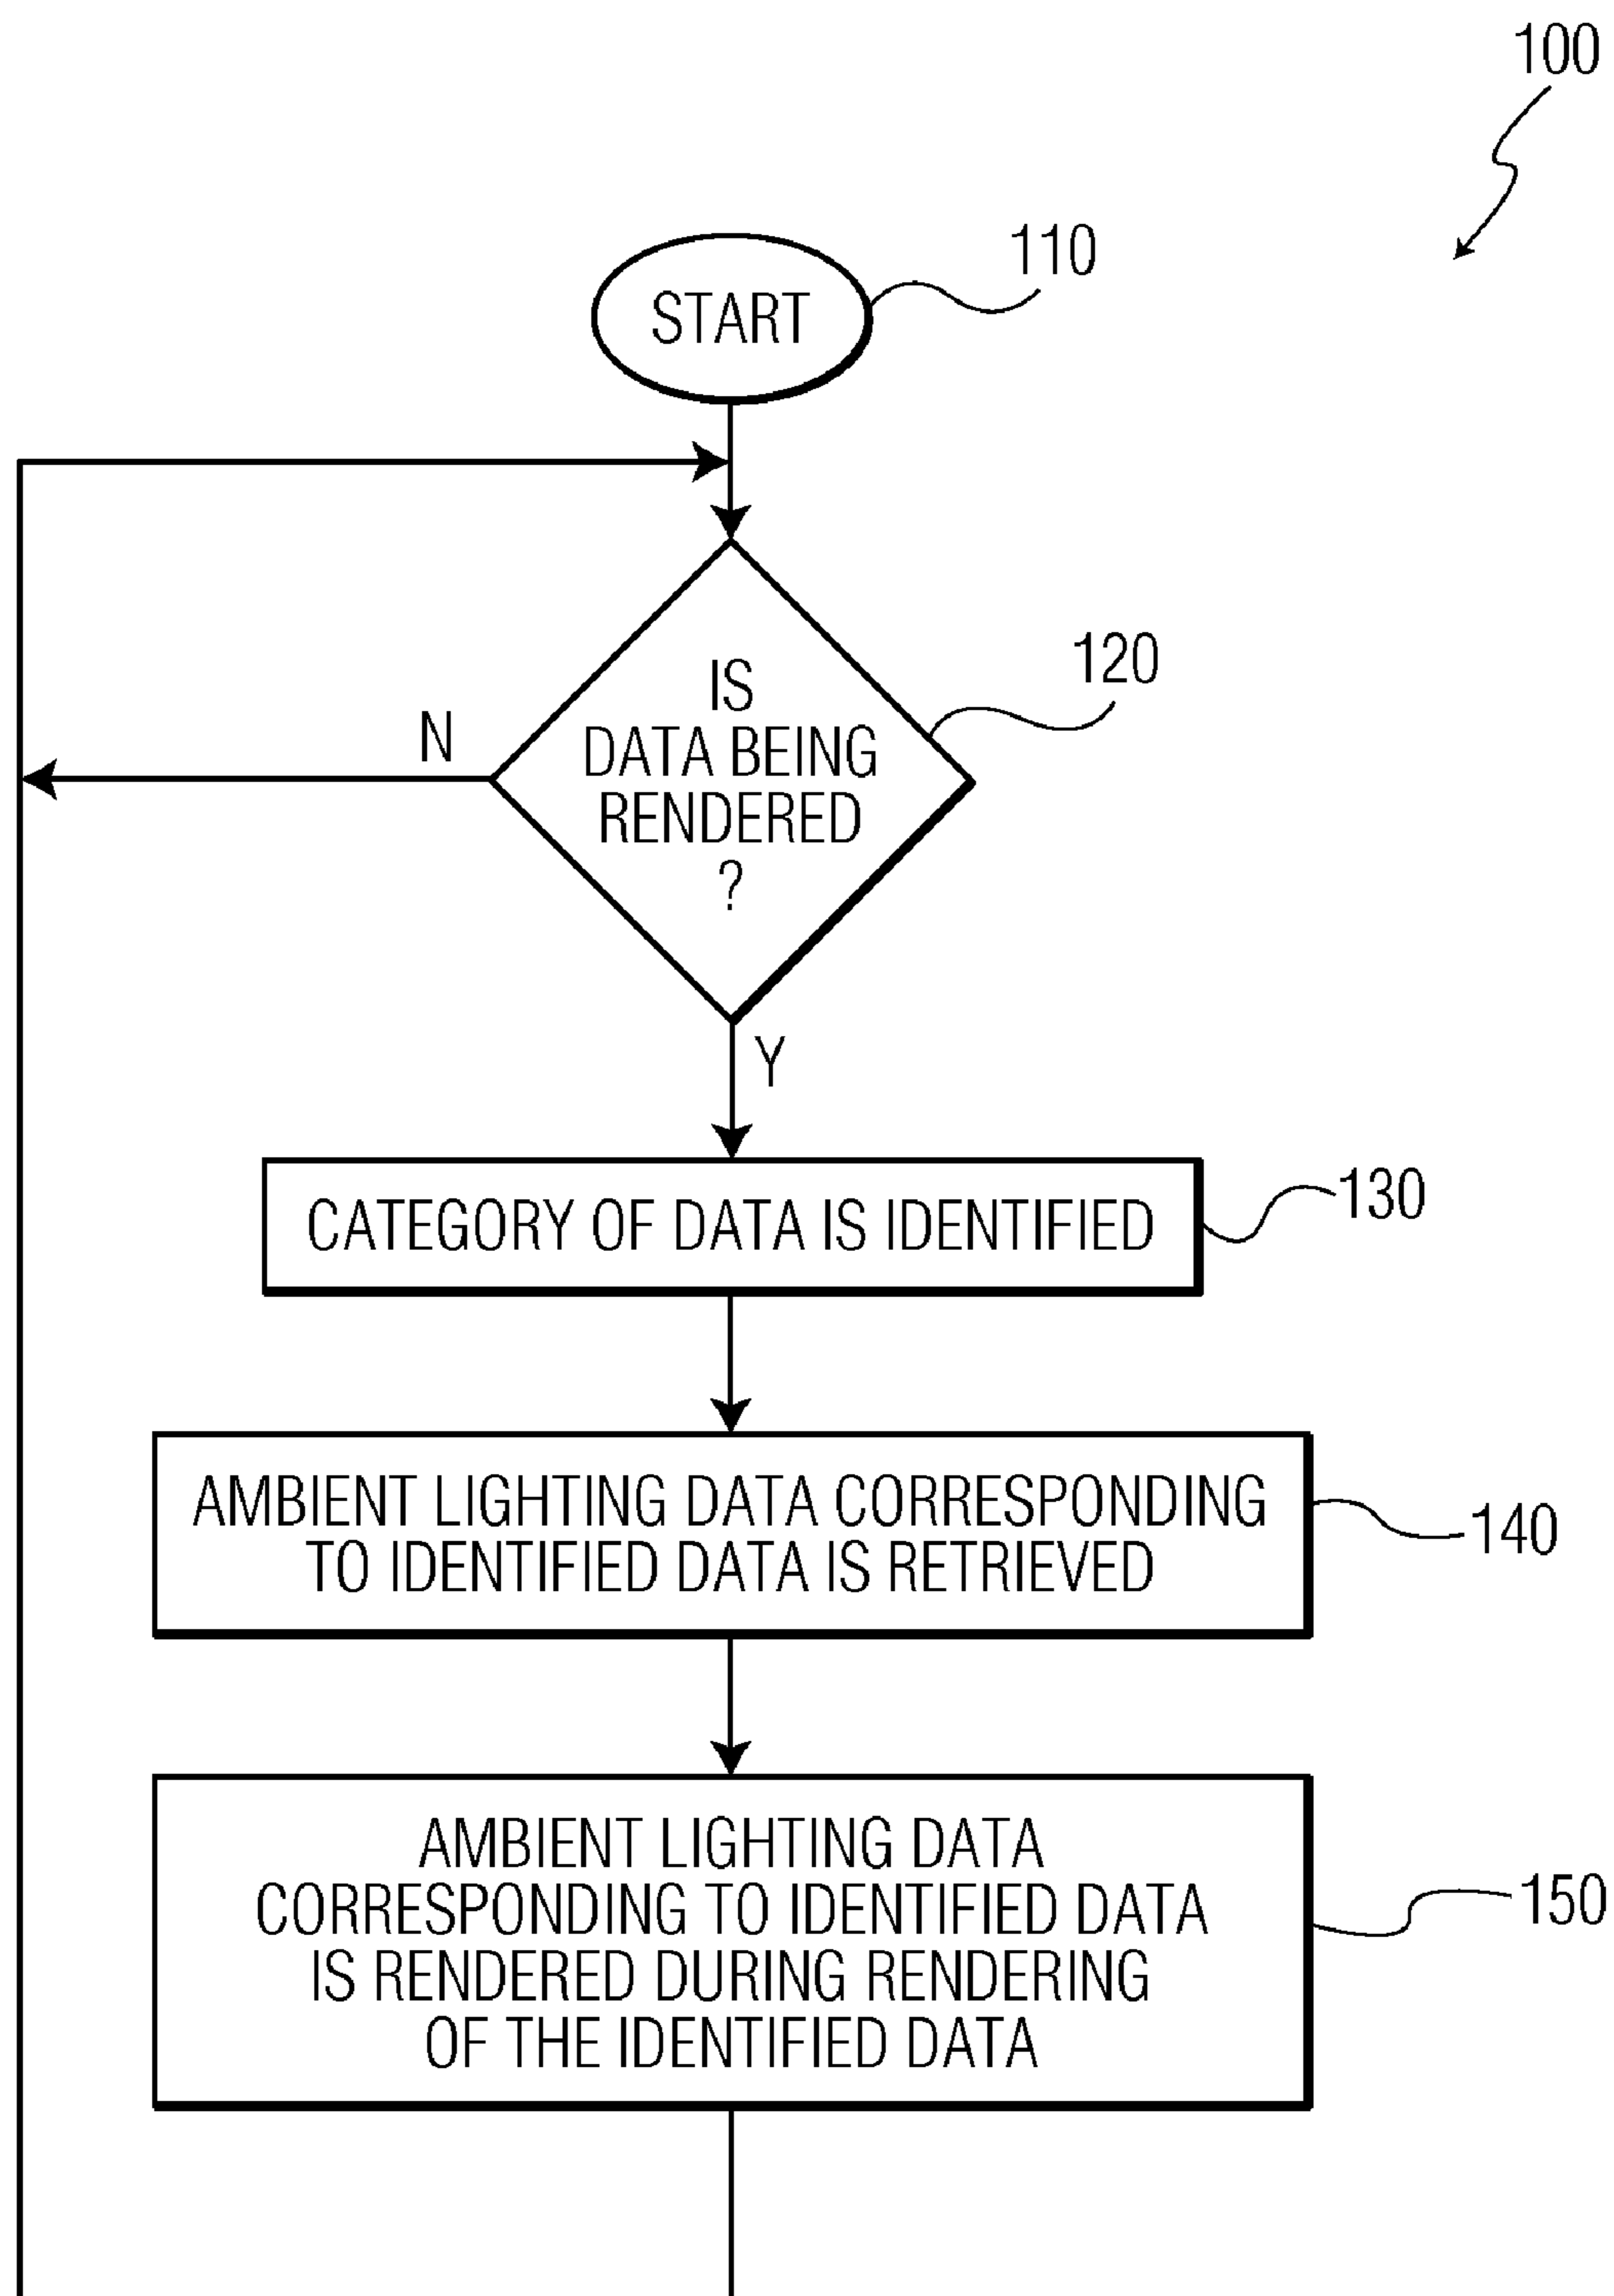 100
110
START
120
IS
DATA BEING
RENDERED
?
N
Y
130
CATEGORY OF DATA IS IDENTIFIED
140
AMBIENT LIGHTING DATA CORRESPONDING
TO IDENTIFIED DATA IS RETRIEVED
150
AMBIENT LIGHTING DATA
CORRESPONDING TO IDENTIFIED DATA
IS RENDERED DURING RENDERING
OF THE IDENTIFIED DATA